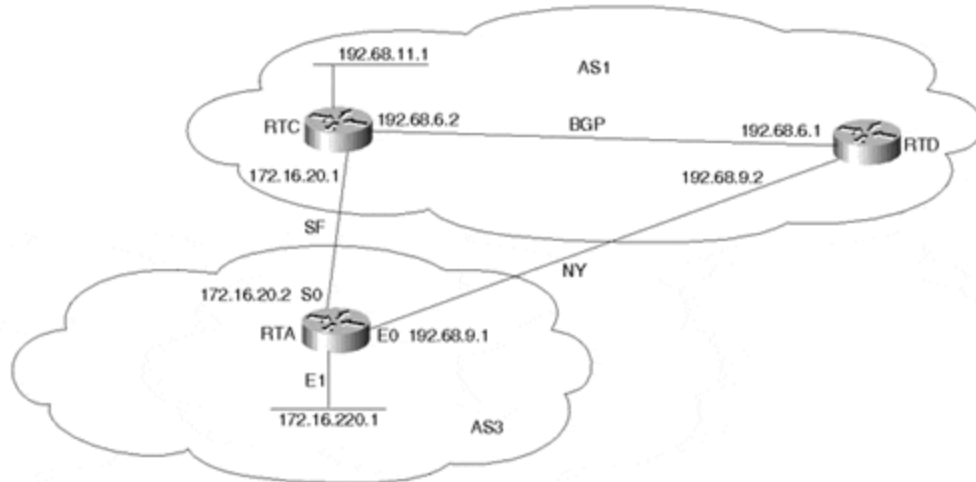 192.68.11.1
AS1
RTC
192.68.6.2
BGP
192.68.6.1
RTD
172.16.20.1
192.68.9.2
SF
NY
172.16.20.2 S0
RTA
E0 192.68.9.1
E1
172.16.220.1
AS3